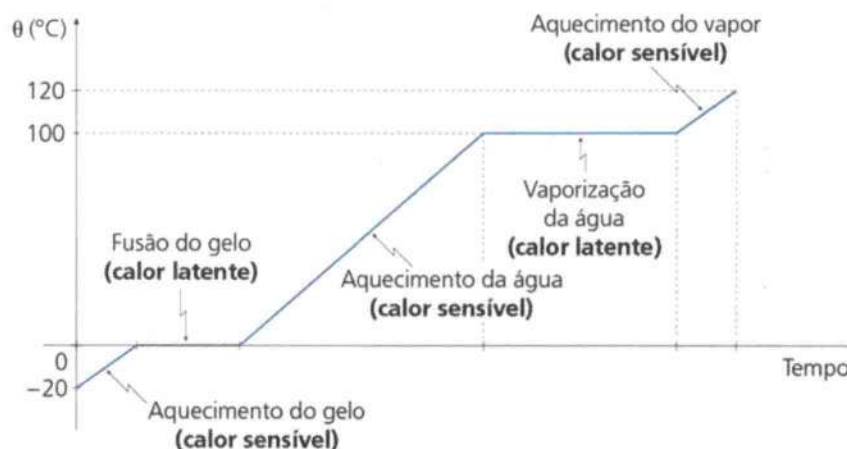 θ (°C)
Aquecimento do vapor
(calor sensível)
120
100
Vaporização
da água
(calor latente)
Fusão do gelo
(calor latente)
Aquecimento da água
(calor sensível)
0
Tempo
−20
Aquecimento do gelo
(calor sensível)